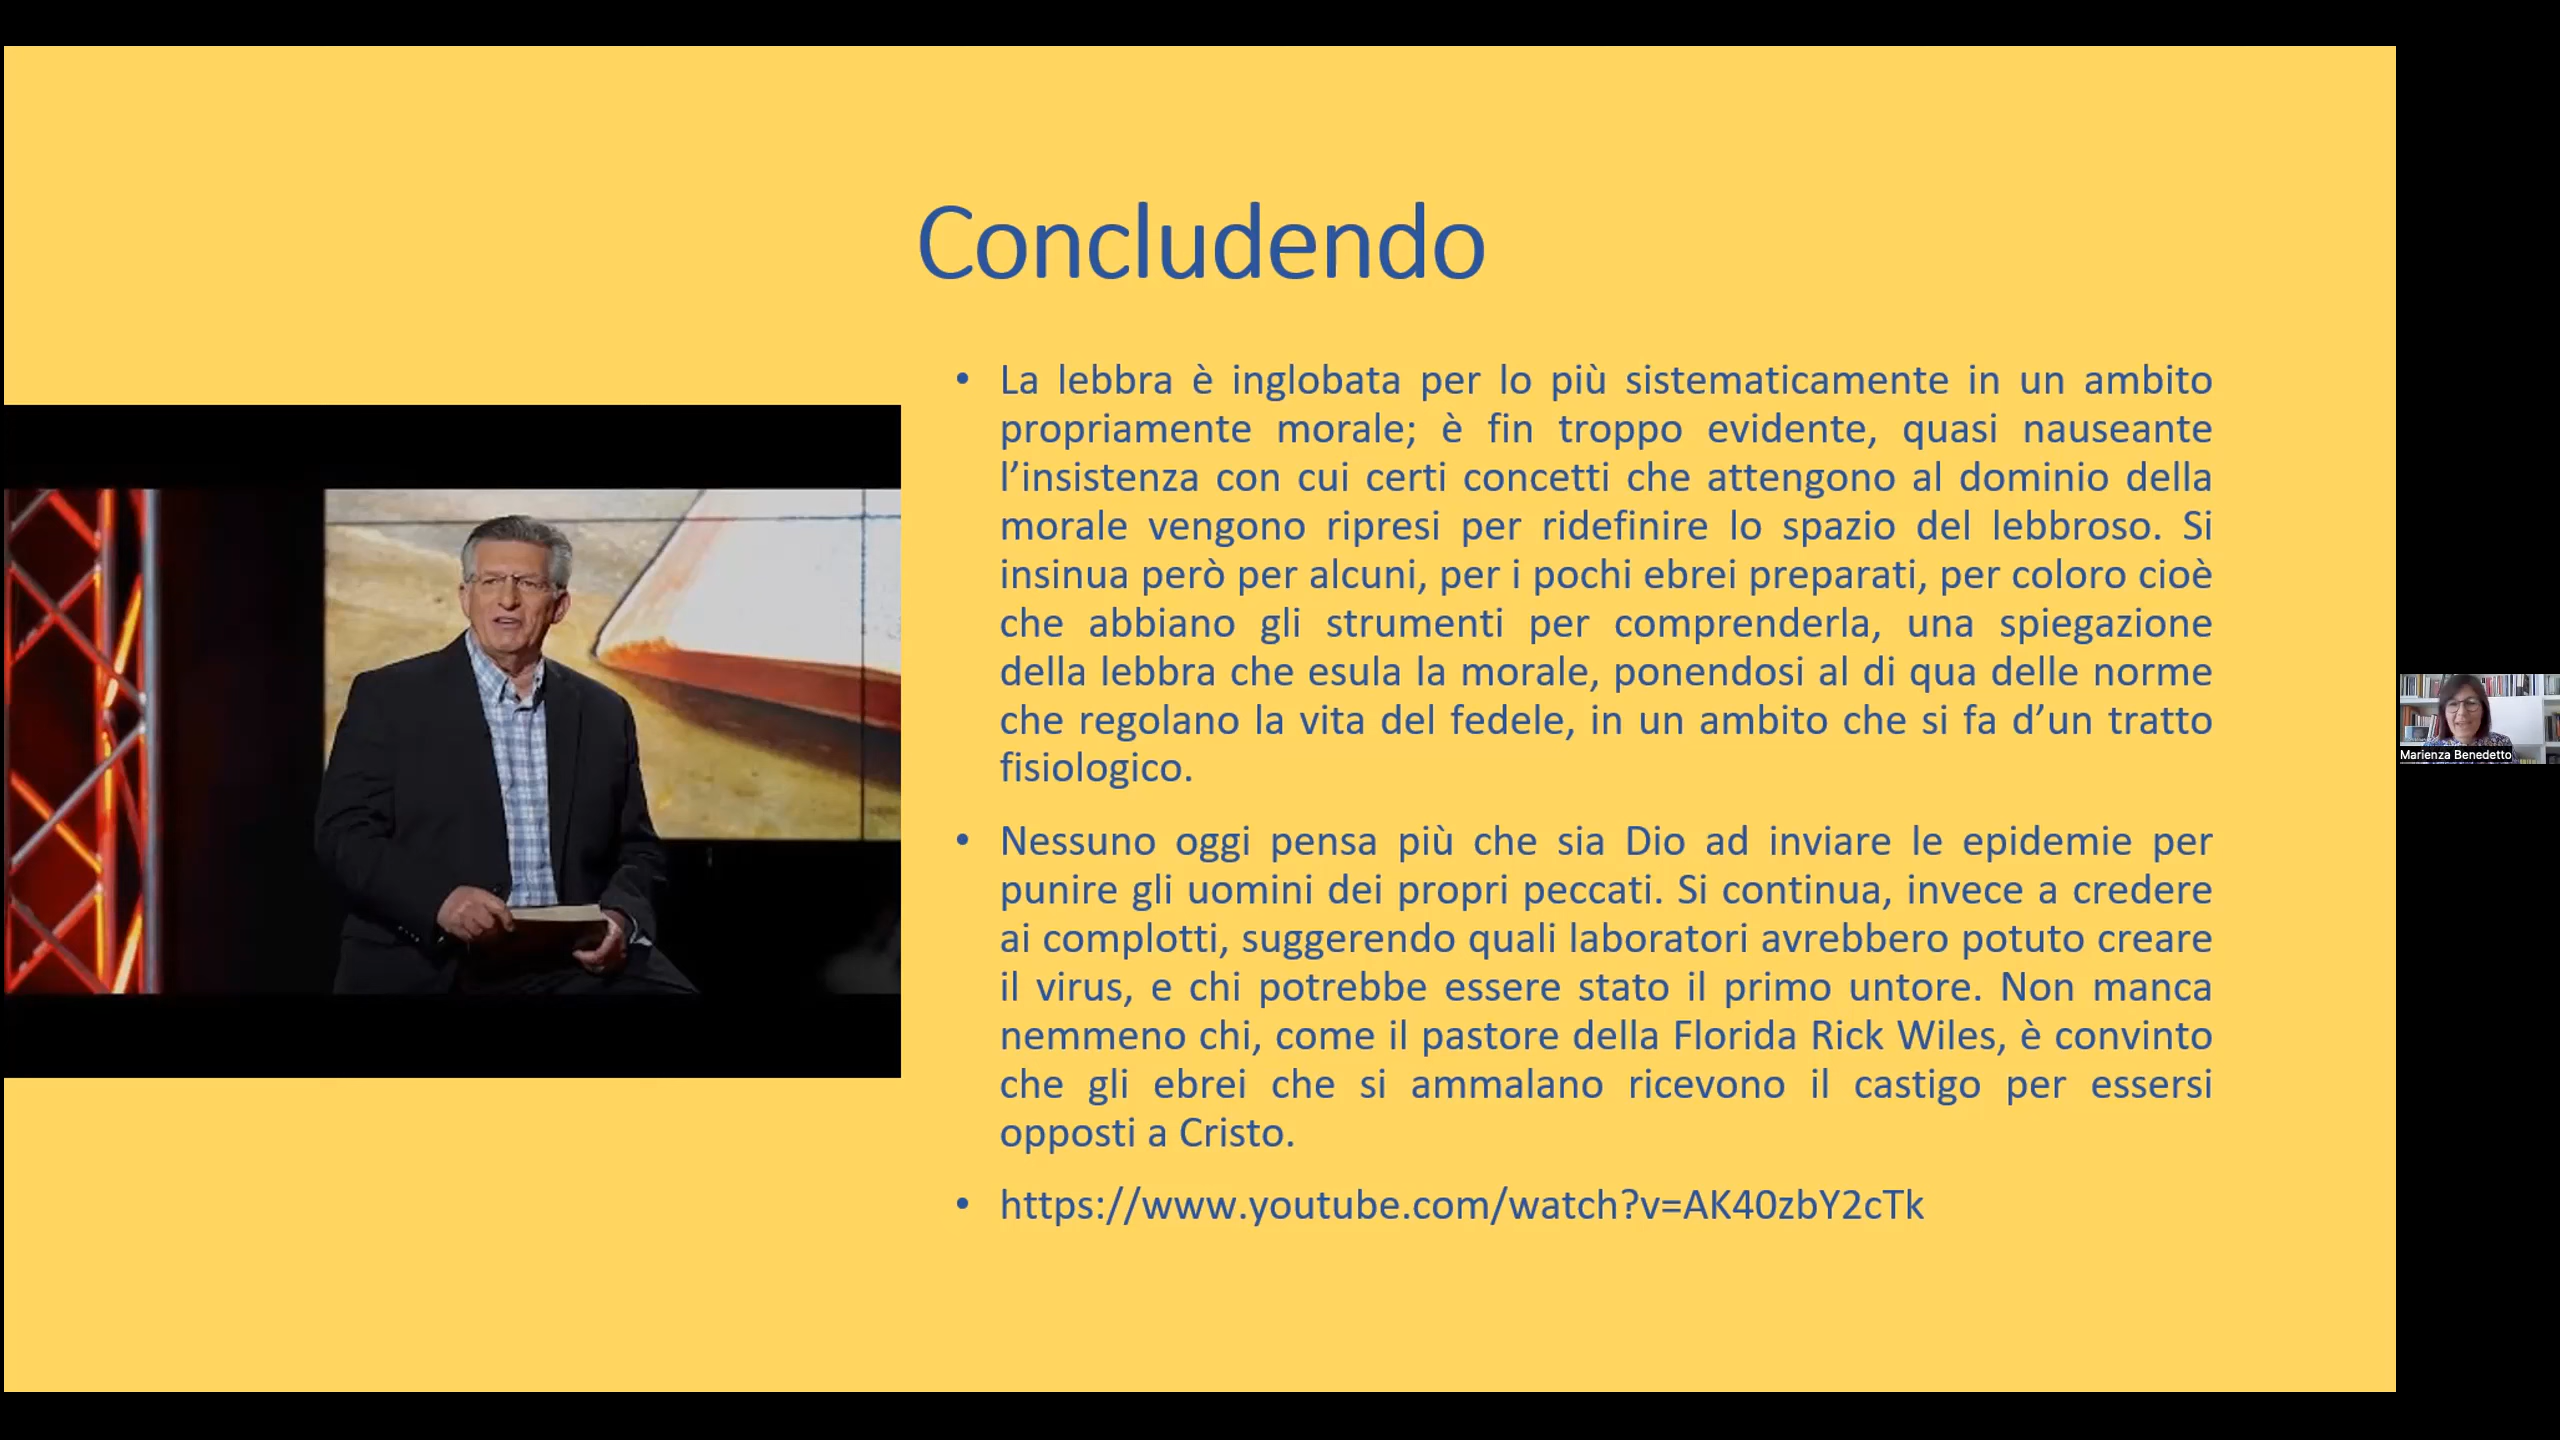 Concludendo
• La lebbra è inglobata per lo più sistematicamente in un ambito
propriamente morale; è fin troppo evidente, quasi nauseante
l’insistenza con cui certi concetti che attengono al dominio della
morale vengono ripresi per ridefinire lo spazio del lebbroso. Si
insinua però per alcuni, per i pochi ebrei preparati, per coloro cioè
che abbiano gli strumenti per comprenderla, una spiegazione
della lebbra che esula la morale, ponendosi al di qua delle norme
che regolano la vita del fedele, in un ambito che si fa d’un tratto
fisiologico.
• Nessuno oggi pensa più che sia Dio ad inviare le epidemie per
punire gli uomini dei propri peccati. Si continua, invece a credere
ai complotti, suggerendo quali laboratori avrebbero potuto creare
il virus, e chi potrebbe essere stato il primo untore. Non manca
nemmeno chi, come il pastore della Florida Rick Wiles, è convinto
che gli ebrei che si ammalano ricevono il castigo per essersi
opposti a Cristo.
• https://www.youtube.com/watch?v=AK40zbY2cTk
Marienza Benedetto